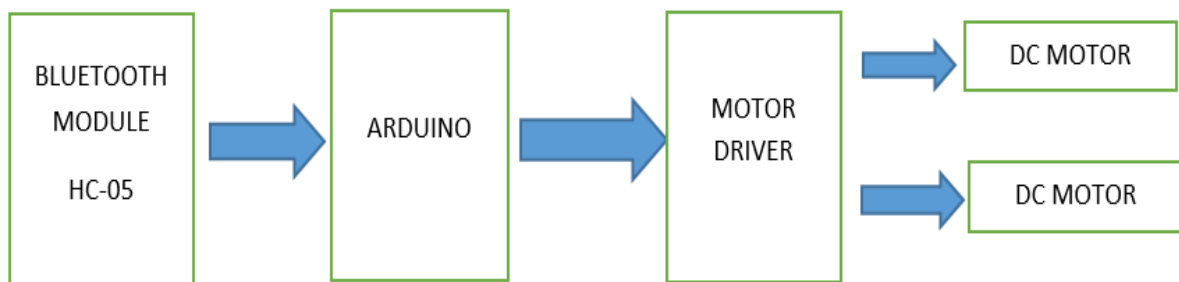 BLUETOOTH
MODULE
HC-05
ARDUINO
MOTOR
DRIVER
DC MOTOR
DC MOTOR